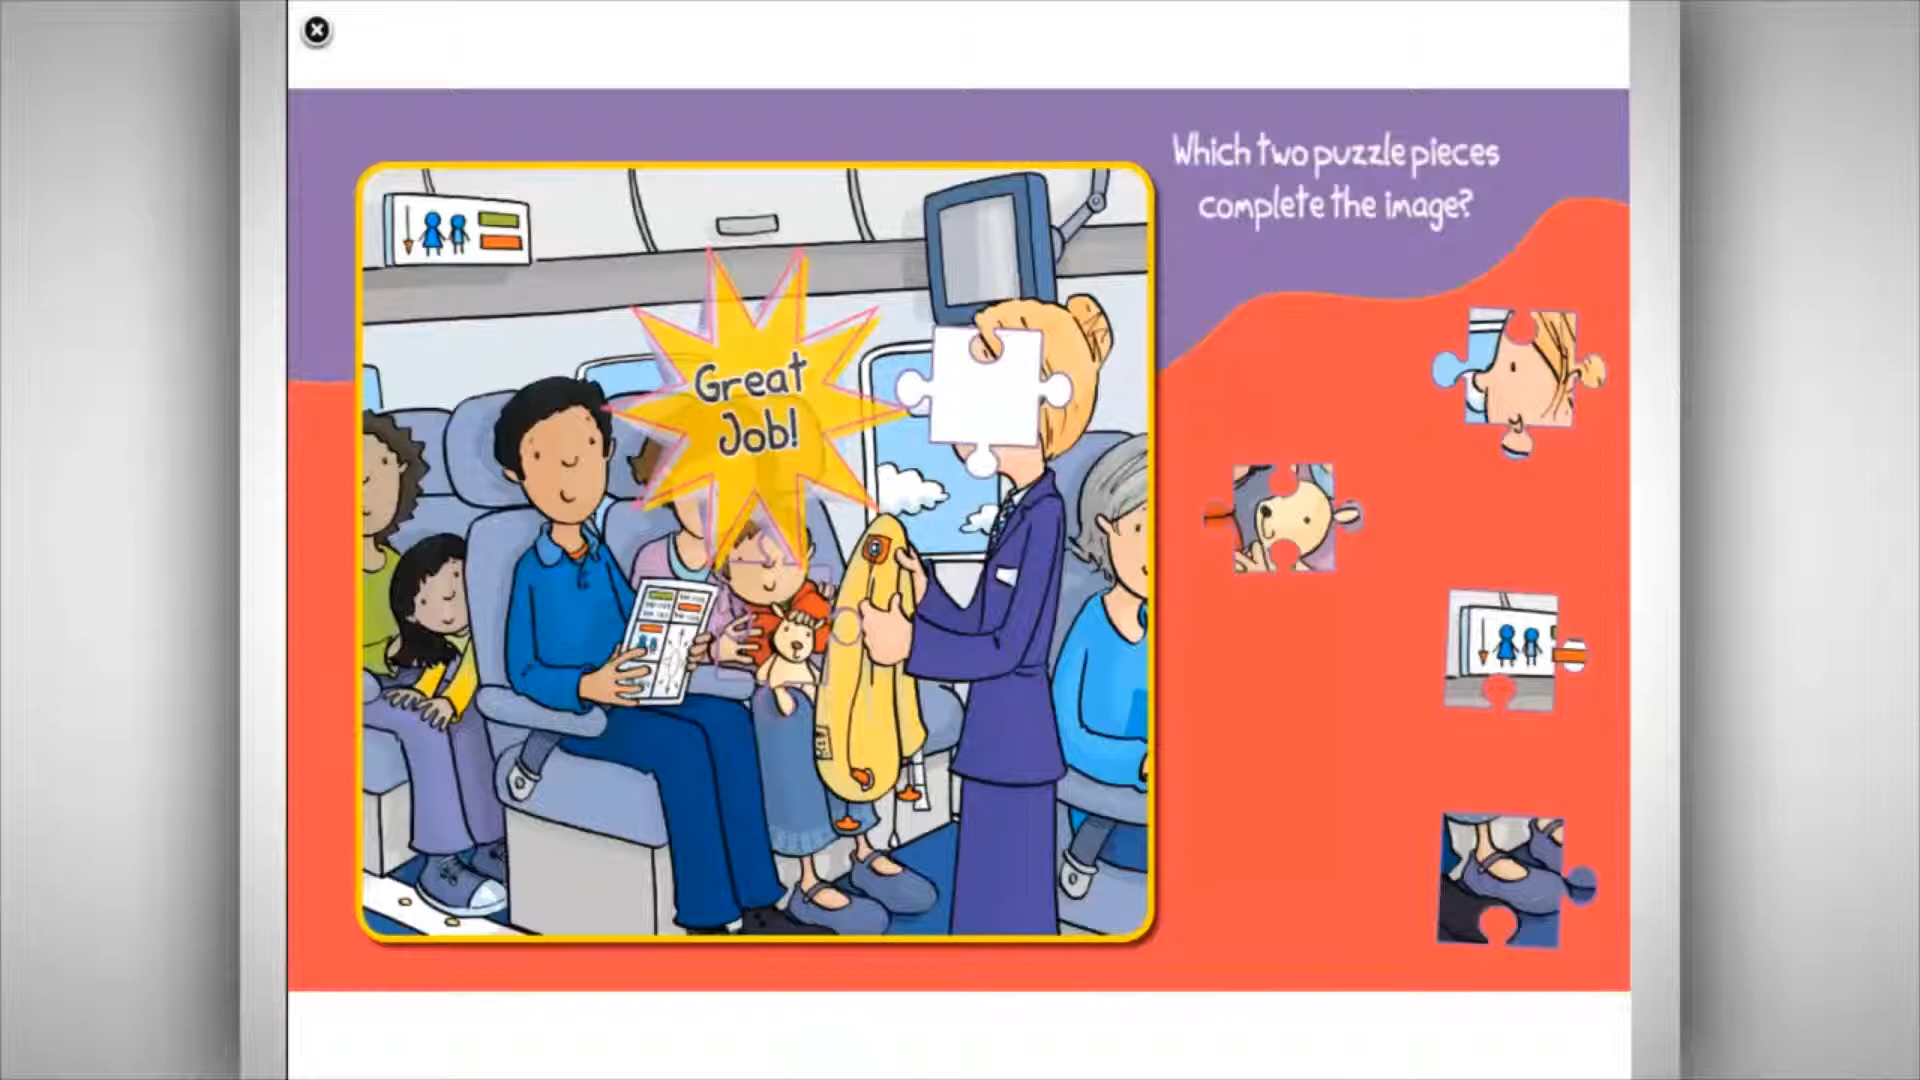 Which two puzzle pieces
complete the image?
Great
Job!